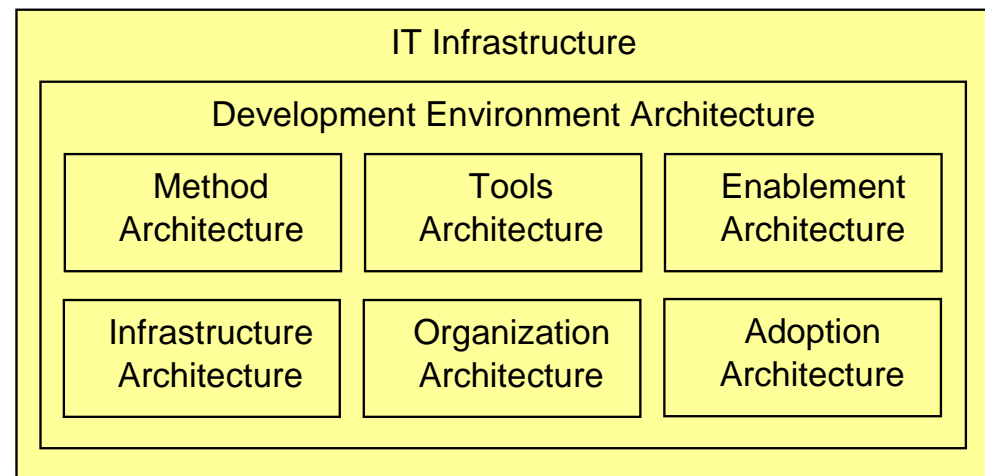 IT Infrastructure
Development Environment Architecture
Method
Architecture
Tools
Architecture
Enablement
Architecture
Infrastructure
Architecture
Organization
Architecture
Adoption
Architecture